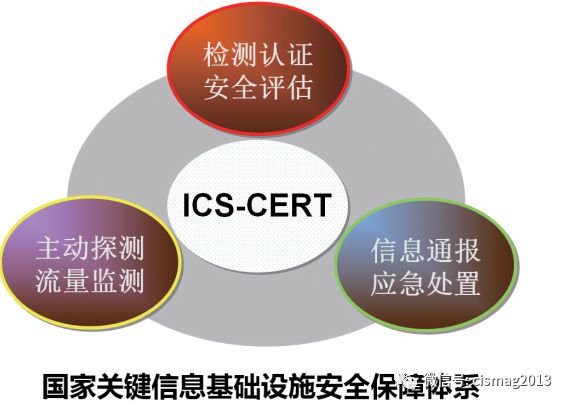 检测认证
安全评估
ICS-CERT
主动探测
流量监测
信息通报
应急处置
国家关键信息基础设施安全保障体系
微信号:cismag2013